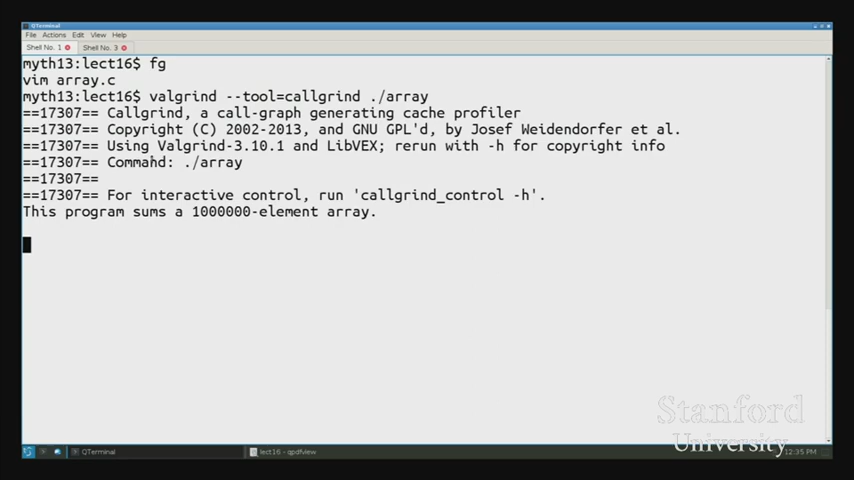 QTerminal
File Actions Edit View Help
Shell No. 1 Shell No. 3
myth13:lect16$ fg
vim array.c
myth13:lect16$ valgrind --tool=callgrind ./array
==17307== Callgrind, a call-graph generating cache profiler
==17307== Copyright (C) 2002-2013, and GNU GPL'd, by Josef Weidendorfer et al.
==17307== Using Valgrind-3.10.1 and LibVEX; rerun with -h for copyright info
==17307== Command: ./array
==17307==
==17307== For interactive control, run 'callgrind_control -h'.
This program sums a 1000000-element array.
Stanford
University
QTerminal lect16 - qpdfview 12:35 PM